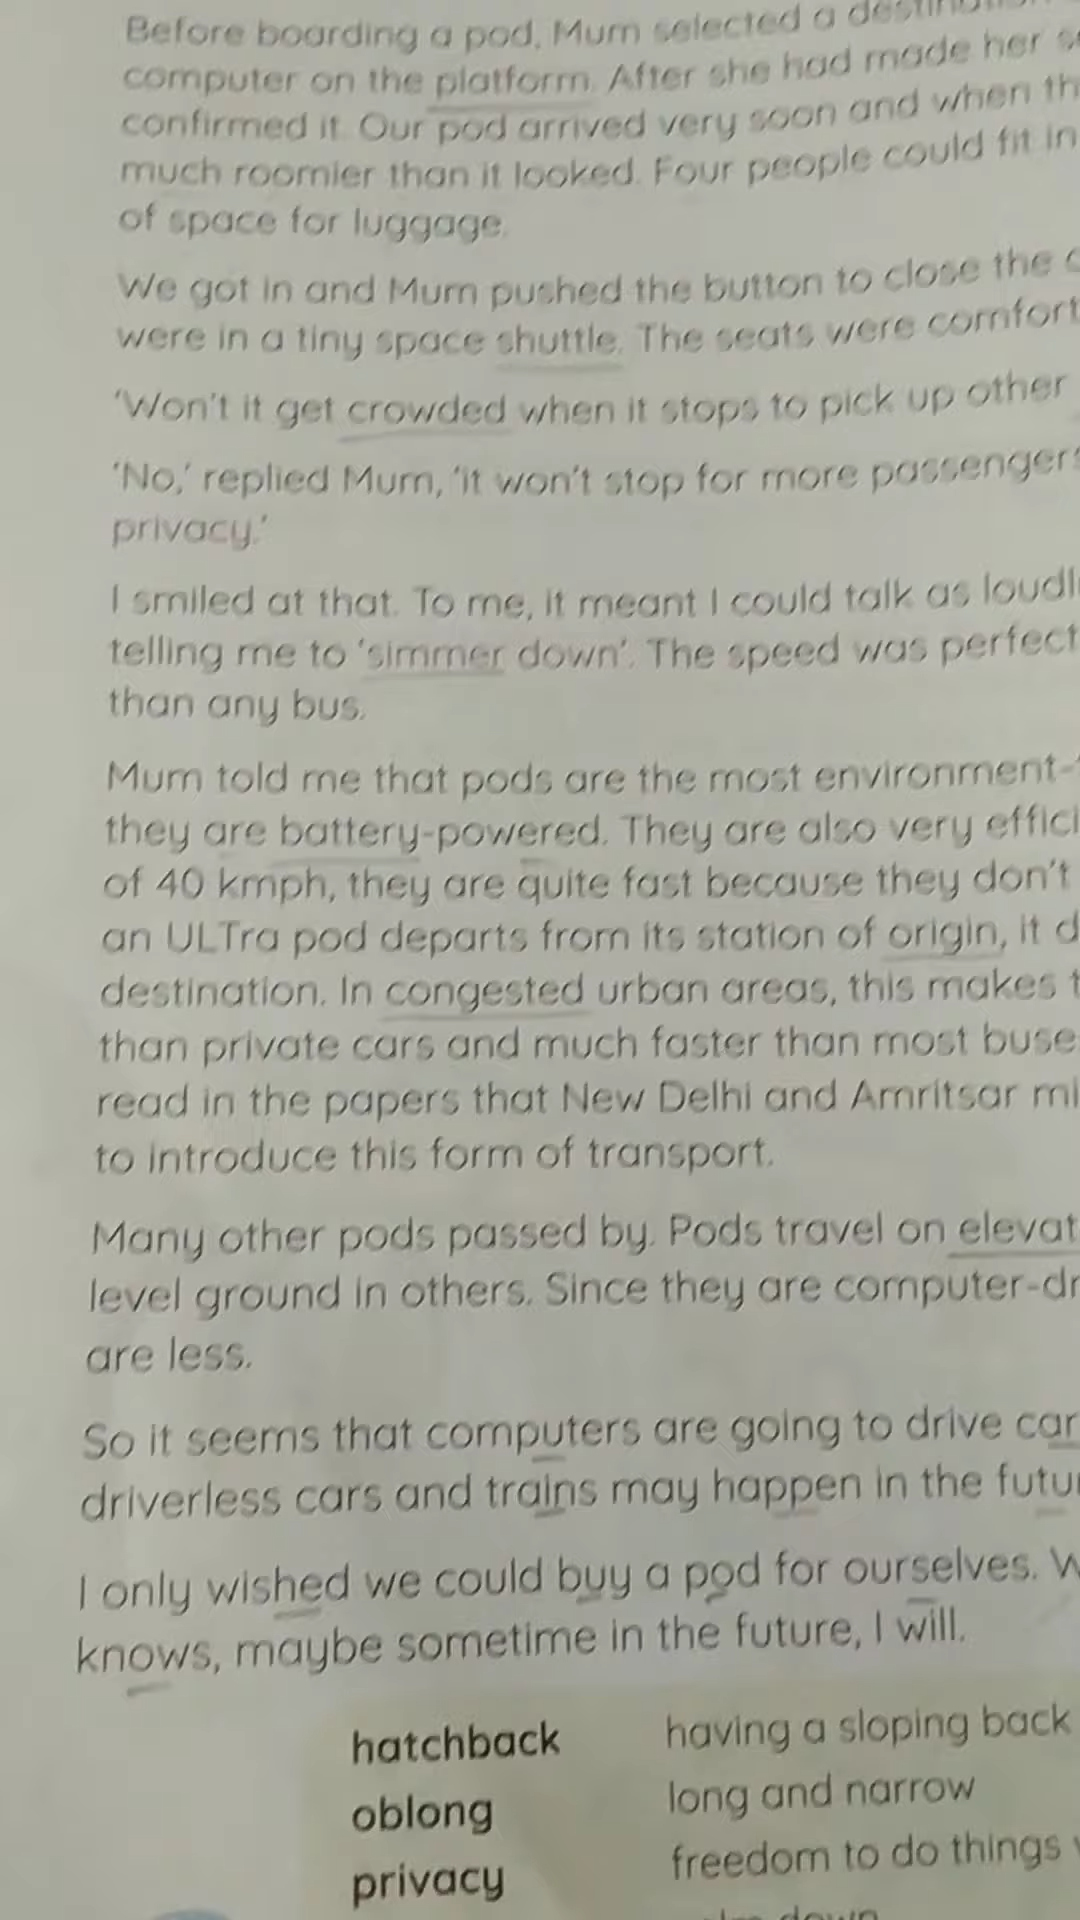 Before boarding a pod, Mum selected a
computer on the platform. After she had made her
confirmed it. Our pod arrived very soon and when
much roomier than it looked. Four people could fit in
of space for luggage.
We got in and Mum pushed the button to close the
were in a tiny space shuttle. The seats were
‘Won’t it get crowded when it stops to pick up other
‘No,’ replied Mum, ‘it won’t stop for more passengers
privacy.’
I smiled at that. To me, it meant I could talk as
telling me to ‘simmer down’. The speed was perfect
than any bus.
Mum told me that pods are the most environment-
they are battery-powered. They are also very
of 40 kmph, they are quite fast because they don’t
an ULTra pod departs from its station of origin, it
destination. In congested urban areas, this makes
than private cars and much faster than most
read in the papers that New Delhi and Amritsar
to introduce this form of transport.
Many other pods passed by. Pods travel on
level ground in others. Since they are
are less.
So it seems that computers are going to drive
driverless cars and trains may happen in the
I only wished we could buy a pod for ourselves.
knows, maybe sometime in the future, I will.
hatchback having a sloping back
oblong long and narrow
privacy freedom to do things
down